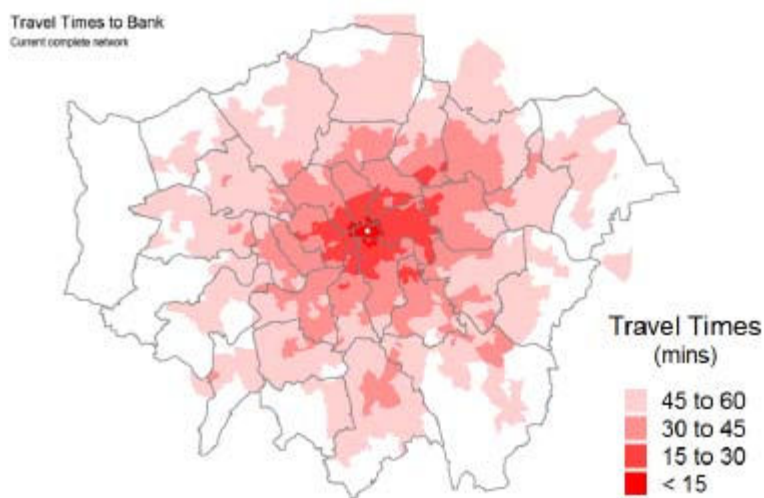 Travel Times to Bank
Current complete network
Travel Times
(mins)
45 to 60
30 to 45
15 to 30
< 15